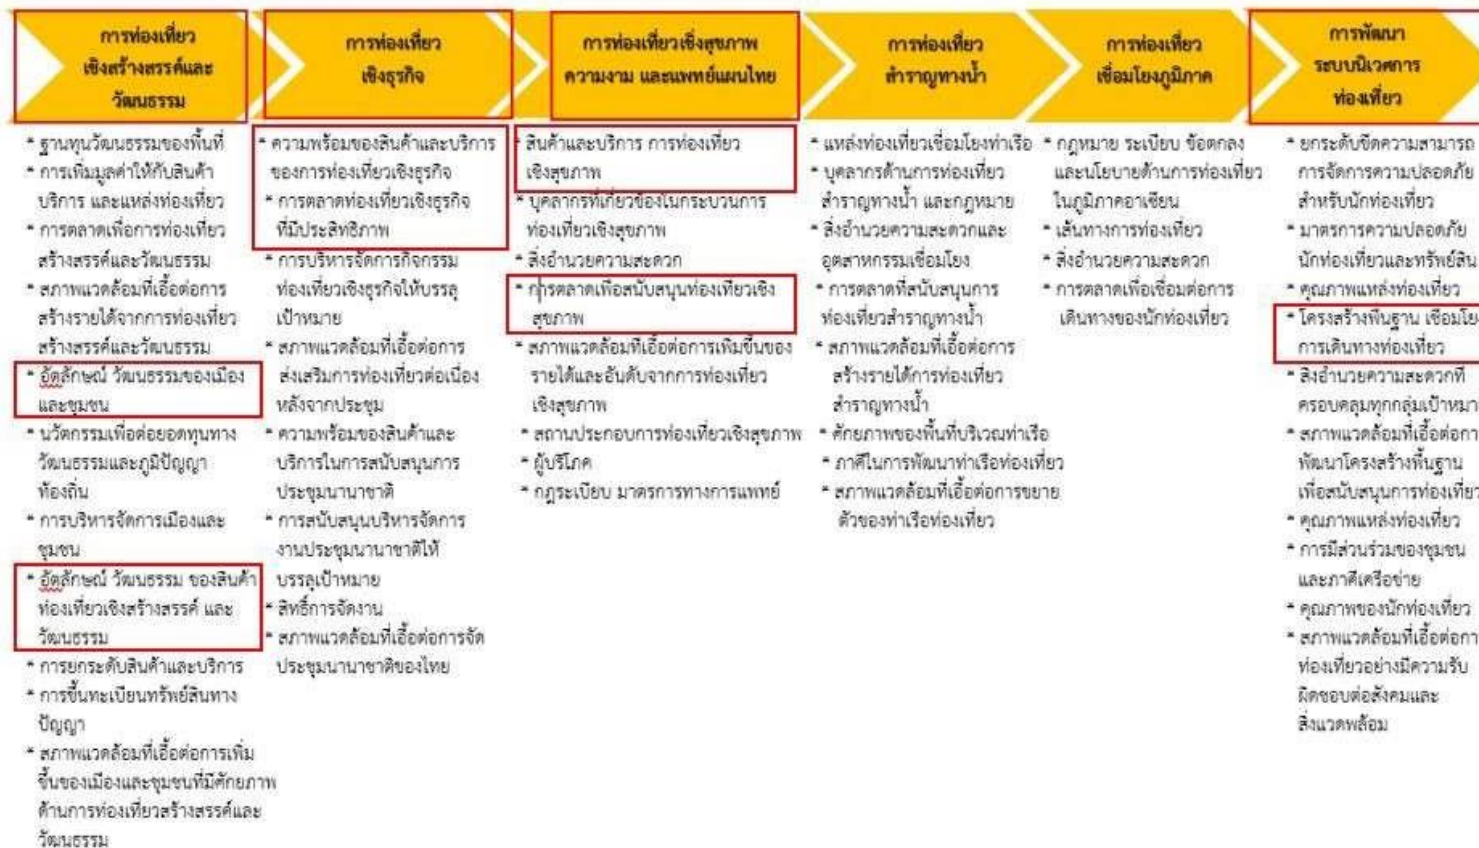 การท่องเที่ยว
เชิงสร้างสรรค์และ
วัฒนธรรม
* ฐานทุนวัฒนธรรมของพื้นที่
* การเพิ่มมูลค่าให้กับสินค้า
บริการ และแหล่งท่องเที่ยว
* การตลาดเพื่อการท่องเที่ยว
สร้างสรรค์และวัฒนธรรม
* สภาพแวดล้อมที่เอื้อต่อการ
สร้างรายได้จากการท่องเที่ยว
สร้างสรรค์และวัฒนธรรม
* อัตลักษณ์ วัฒนธรรมของเมือง
และชุมชน
* นวัตกรรมเพื่อต่อยอดทุนทาง
วัฒนธรรมและภูมิปัญญา
ท้องถิ่น
* การบริหารจัดการเมืองและ
ชุมชน
* อัตลักษณ์ วัฒนธรรม ของสินค้า
ท่องเที่ยวเชิงสร้างสรรค์ และ
วัฒนธรรม
* การยกระดับสินค้าและบริการ
* การขึ้นทะเบียนทรัพย์สินทาง
ปัญญา
* สภาพแวดล้อมที่เอื้อต่อการเพิ่ม
ขึ้นของเมืองและชุมชนที่มีศักยภาพ
ด้านการท่องเที่ยวสร้างสรรค์และ
วัฒนธรรม
การท่องเที่ยว
เชิงธุรกิจ
* ความพร้อมของสินค้าและบริการ
ของการท่องเที่ยวเชิงธุรกิจ
* การตลาดท่องเที่ยวเชิงธุรกิจ
ที่มีประสิทธิภาพ
* การบริหารจัดการกิจกรรม
ท่องเที่ยวเชิงธุรกิจให้บรรลุ
เป้าหมาย
* สภาพแวดล้อมที่เอื้อต่อการ
ส่งเสริมการท่องเที่ยวต่อเนื่อง
หลังจากประชุม
* ความพร้อมของสินค้าและ
บริการในการสนับสนุนการ
ประชุมนานาชาติ
* การสนับสนุนบริหารจัดการ
งานประชุมนานาชาติให้
บรรลุเป้าหมาย
* สิทธิ์การจัดงาน
* สภาพแวดล้อมที่เอื้อต่อการจัด
ประชุมนานาชาติของไทย
การท่องเที่ยวเชิงสุขภาพ
ความงาม และแพทย์แผนไทย
* สินค้าและบริการ การท่องเที่ยว
เชิงสุขภาพ
* บุคลากรที่เกี่ยวข้องในกระบวนการ
ท่องเที่ยวเชิงสุขภาพ
* สิ่งอำนวยความสะดวก
* การตลาดเพื่อสนับสนุนท่องเที่ยวเชิง
สุขภาพ
* สภาพแวดล้อมที่เอื้อต่อการเพิ่มขึ้นของ
รายได้และอันดับจากการท่องเที่ยว
เชิงสุขภาพ
* สถานประกอบการท่องเที่ยวเชิงสุขภาพ
* ผู้บริโภค
* กฎระเบียบ มาตรการทางการแพทย์
การท่องเที่ยว
สำราญทางน้ำ
* แหล่งท่องเที่ยวเชื่อมโยงท่าเรือ
* บุคลากรด้านการท่องเที่ยว
สำราญทางน้ำ และกฎหมาย
* สิ่งอำนวยความสะดวกและ
อุตสาหกรรมเชื่อมโยง
* การตลาดที่สนับสนุนการ
ท่องเที่ยวสำราญทางน้ำ
* สภาพแวดล้อมที่เอื้อต่อการ
สร้างรายได้การท่องเที่ยว
สำราญทางน้ำ
* ศักยภาพของพื้นที่บริเวณท่าเรือ
* ภาคีในการพัฒนาท่าเรือท่องเที่ยว
* สภาพแวดล้อมที่เอื้อต่อการขยาย
ตัวของท่าเรือท่องเที่ยว
การท่องเที่ยว
เชื่อมโยงภูมิภาค
* กฎหมาย ระเบียบ ข้อตกลง
และนโยบายด้านการท่องเที่ยว
ในภูมิภาคอาเซียน
* เส้นทางการท่องเที่ยว
* สิ่งอำนวยความสะดวก
* การตลาดเพื่อเชื่อมต่อการ
เดินทางของนักท่องเที่ยว
การพัฒนา
ระบบนิเวศการ
ท่องเที่ยว
* ยกระดับขีดความสามารถ
การจัดการความปลอดภัย
สำหรับนักท่องเที่ยว
* มาตรการความปลอดภัย
นักท่องเที่ยวและทรัพย์สิน
* คุณภาพแหล่งท่องเที่ยว
* โครงสร้างพื้นฐาน เชื่อมโยง
การเดินทางท่องเที่ยว
* สิ่งอำนวยความสะดวกที่
ครอบคลุมทุกกลุ่มเป้าหมา
* สภาพแวดล้อมที่เอื้อต่อกา
พัฒนาโครงสร้างพื้นฐาน
เพื่อสนับสนุนการท่องเที่ยว
* คุณภาพแหล่งท่องเที่ยว
* การมีส่วนร่วมของชุมชน
และภาคีเครือข่าย
* คุณภาพของนักท่องเที่ยว
* สภาพแวดล้อมที่เอื้อต่อกา
ท่องเที่ยวอย่างมีความรับ
ผิดชอบต่อสังคมและ
สิ่งแวดพล้อม